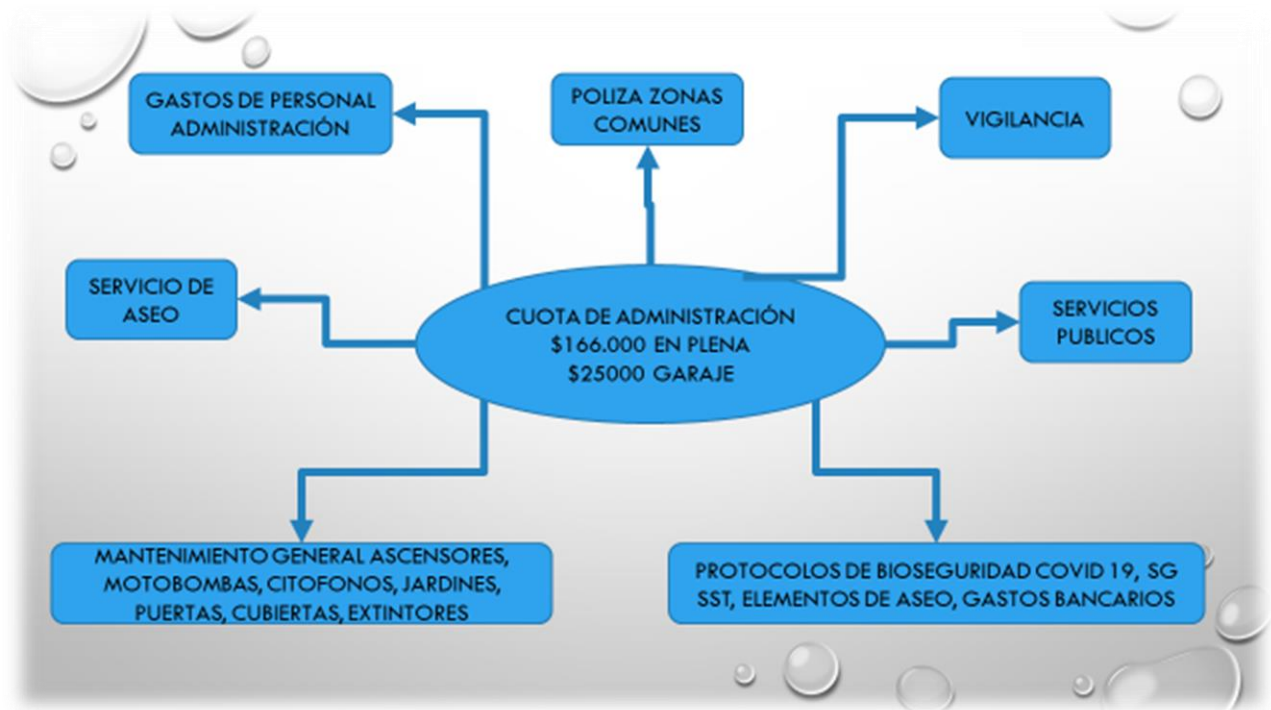 GASTOS DE PERSONAL
ADMINISTRACIÓN
POLIZA ZONAS
COMUNES
VIGILANCIA
SERVICIO DE
ASEO
CUOTA DE ADMINISTRACIÓN
$166.000 EN PLENA
$25000 GARAJE
SERVICIOS
PUBLICOS
MANTENIMIENTO GENERAL ASCENSORES,
MOTOBOMBAS, CITOFONOS, JARDINES,
PUERTAS, CUBIERTAS, EXTINTORES
PROTOCOLOS DE BIOSEGURIDAD COVID 19, SG
SST, ELEMENTOS DE ASEO, GASTOS BANCARIOS